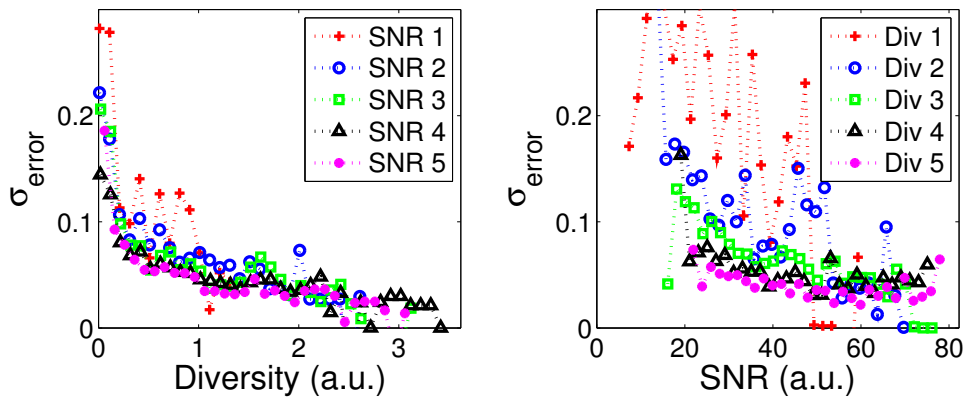 σerror
0.2
0.1
0
0 1 2 3
Diversity (a.u.)
SNR 1
SNR 2
SNR 3
SNR 4
SNR 5
σerror
0.2
0.1
0
0 20 40 60 80
SNR (a.u.)
Div 1
Div 2
Div 3
Div 4
Div 5